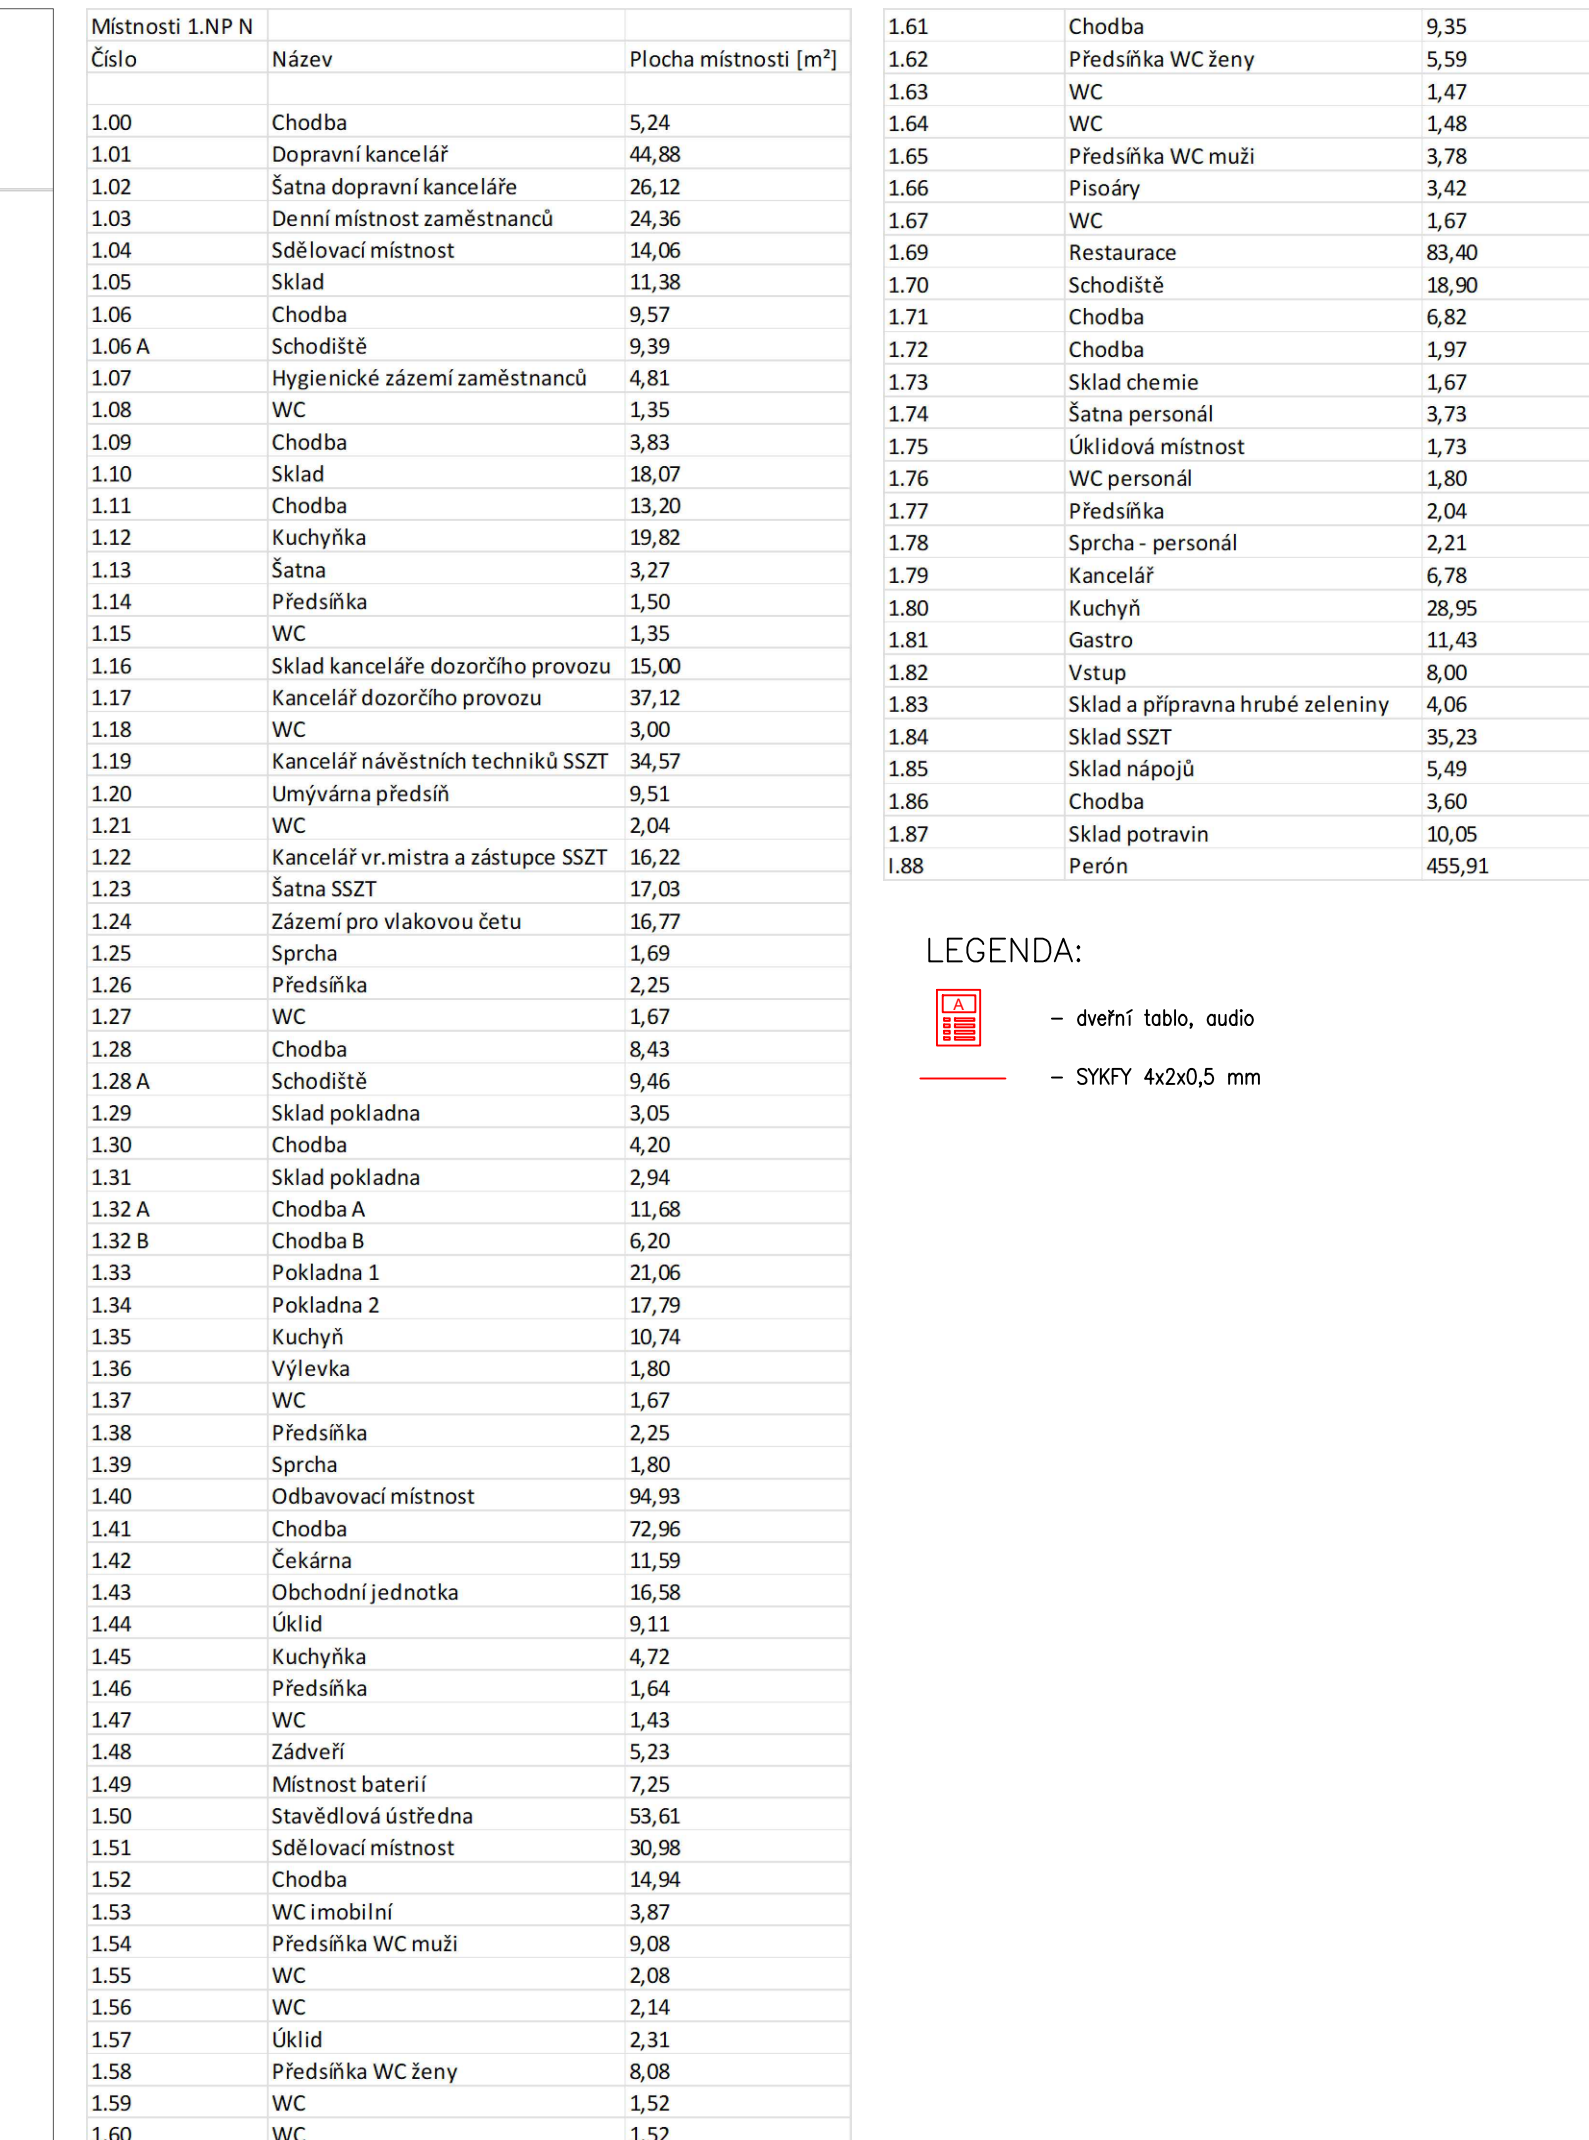 Místnosti 1.NP N
Číslo Název Plocha místnosti [m²]
1.00 Chodba 5,24
1.01 Dopravní kancelář 44,88
1.02 Šatna dopravní kanceláře 26,12
1.03 Denní místnost zaměstnanců 24,36
1.04 Sdělovací místnost 14,06
1.05 Sklad 11,38
1.06 Chodba 9,57
1.06 A Schodiště 9,39
1.07 Hygienické zázemí zaměstnanců 4,81
1.08 WC 1,35
1.09 Chodba 3,83
1.10 Sklad 18,07
1.11 Chodba 13,20
1.12 Kuchyňka 19,82
1.13 Šatna 3,27
1.14 Předsíňka 1,50
1.15 WC 1,35
1.16 Sklad kanceláře dozorčího provozu 15,00
1.17 Kancelář dozorčího provozu 37,12
1.18 WC 3,00
1.19 Kancelář návěstních techniků SSZT 34,57
1.20 Umývárna předsíň 9,51
1.21 WC 2,04
1.22 Kancelář vr.mistra a zástupce SSZT 16,22
1.23 Šatna SSZT 17,03
1.24 Zázemí pro vlakovou četu 16,77
1.25 Sprcha 1,69
1.26 Předsíňka 2,25
1.27 WC 1,67
1.28 Chodba 8,43
1.28 A Schodiště 9,46
1.29 Sklad pokladna 3,05
1.30 Chodba 4,20
1.31 Sklad pokladna 2,94
1.32 A Chodba A 11,68
1.32 B Chodba B 6,20
1.33 Pokladna 1 21,06
1.34 Pokladna 2 17,79
1.35 Kuchyň 10,74
1.36 Výlevka 1,80
1.37 WC 1,67
1.38 Předsíňka 2,25
1.39 Sprcha 1,80
1.40 Odbavovací místnost 94,93
1.41 Chodba 72,96
1.42 Čekárna 11,59
1.43 Obchodní jednotka 16,58
1.44 Úklid 9,11
1.45 Kuchyňka 4,72
1.46 Předsíňka 1,64
1.47 WC 1,43
1.48 Zádveří 5,23
1.49 Místnost baterií 7,25
1.50 Stavědlová ústředna 53,61
1.51 Sdělovací místnost 30,98
1.52 Chodba 14,94
1.53 WC imobilní 3,87
1.54 Předsíňka WC muži 9,08
1.55 WC 2,08
1.56 WC 2,14
1.57 Úklid 2,31
1.58 Předsíňka WC ženy 8,08
1.59 WC 1,52
1.60 WC 1,52
1.61 Chodba 9,35
1.62 Předsíňka WC ženy 5,59
1.63 WC 1,47
1.64 WC 1,48
1.65 Předsíňka WC muži 3,78
1.66 Pisoáry 3,42
1.67 WC 1,67
1.69 Restaurace 83,40
1.70 Schodiště 18,90
1.71 Chodba 6,82
1.72 Chodba 1,97
1.73 Sklad chemie 1,67
1.74 Šatna personál 3,73
1.75 Úklidová místnost 1,73
1.76 WC personál 1,80
1.77 Předsíňka 2,04
1.78 Sprcha - personál 2,21
1.79 Kancelář 6,78
1.80 Kuchyň 28,95
1.81 Gastro 11,43
1.82 Vstup 8,00
1.83 Sklad a přípravna hrubé zeleniny 4,06
1.84 Sklad SSZT 35,23
1.85 Sklad nápojů 5,49
1.86 Chodba 3,60
1.87 Sklad potravin 10,05
I.88 Perón 455,91
LEGENDA:
A – dveřní tablo, audio
– SYKFY 4x2x0,5 mm